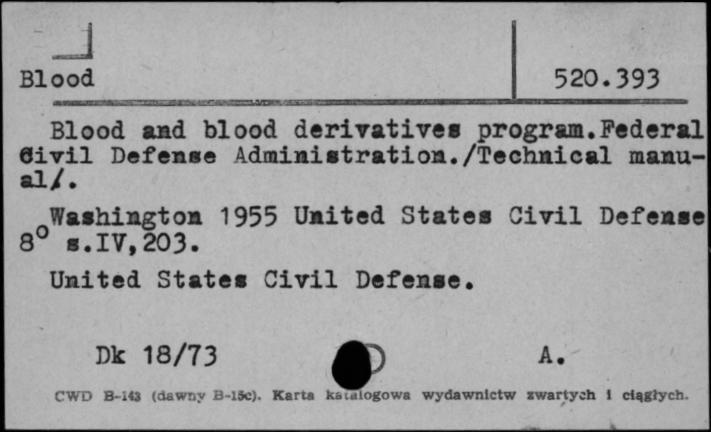 Blood 520.393
Blood and blood derivatives program.Federal
Civil Defense Administration./Technical manu-
al/.
Washington 1955 United States Civil Defense
8° s.IV,203.
United States Civil Defense.
Dk 18/73 A.
CWD B-143 (dawny B-15c). Karta katalogowa wydawnictw zwartych i ciągłych.